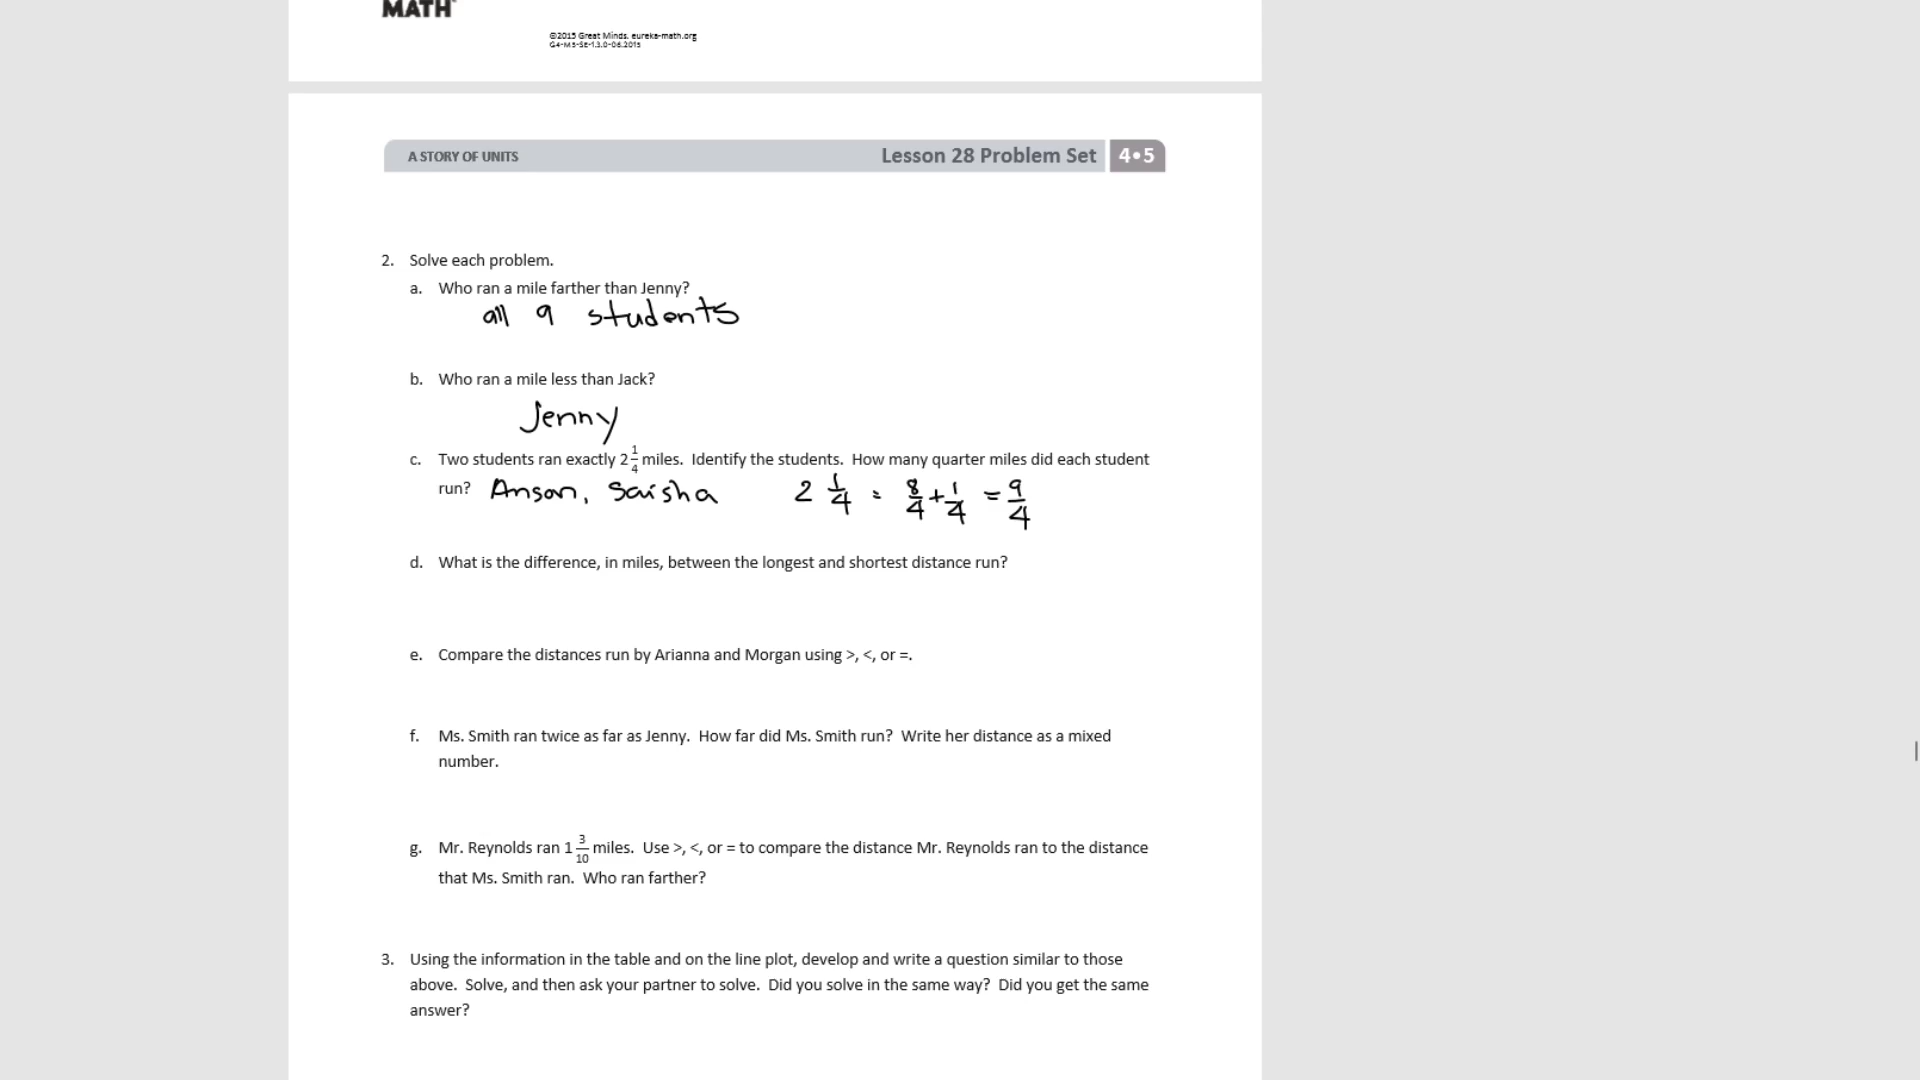 MATH
©2015 Great Minds. eureka-math.org
G4-M5-SE-1.3.0-06.2015
A STORY OF UNITS
Lesson 28 Problem Set 4•5
2. Solve each problem.
a. Who ran a mile farther than Jenny?
all 9 students
b. Who ran a mile less than Jack?
Jenny
c. Two students ran exactly 2 1/4 miles. Identify the students. How many quarter miles did each student
run? Anson, Saisha 2 1/4 = 8/4 + 1/4 = 9/4
d. What is the difference, in miles, between the longest and shortest distance run?
e. Compare the distances run by Arianna and Morgan using >, <, or =.
f. Ms. Smith ran twice as far as Jenny. How far did Ms. Smith run? Write her distance as a mixed
number.
g. Mr. Reynolds ran 1 3/10 miles. Use >, <, or = to compare the distance Mr. Reynolds ran to the distance
that Ms. Smith ran. Who ran farther?
3. Using the information in the table and on the line plot, develop and write a question similar to those
above. Solve, and then ask your partner to solve. Did you solve in the same way? Did you get the same
answer?